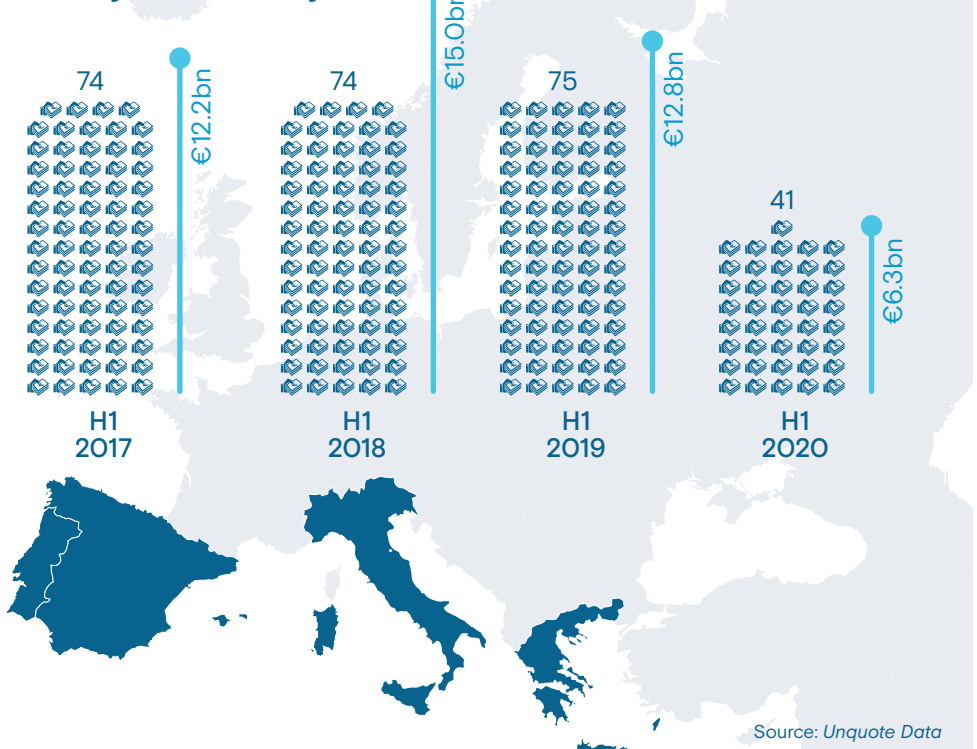 74
€12.2bn
74
€15.0bn
75
€12.8bn
41
€6.3bn
H1
2017
H1
2018
H1
2019
H1
2020
Source: Unquote Data